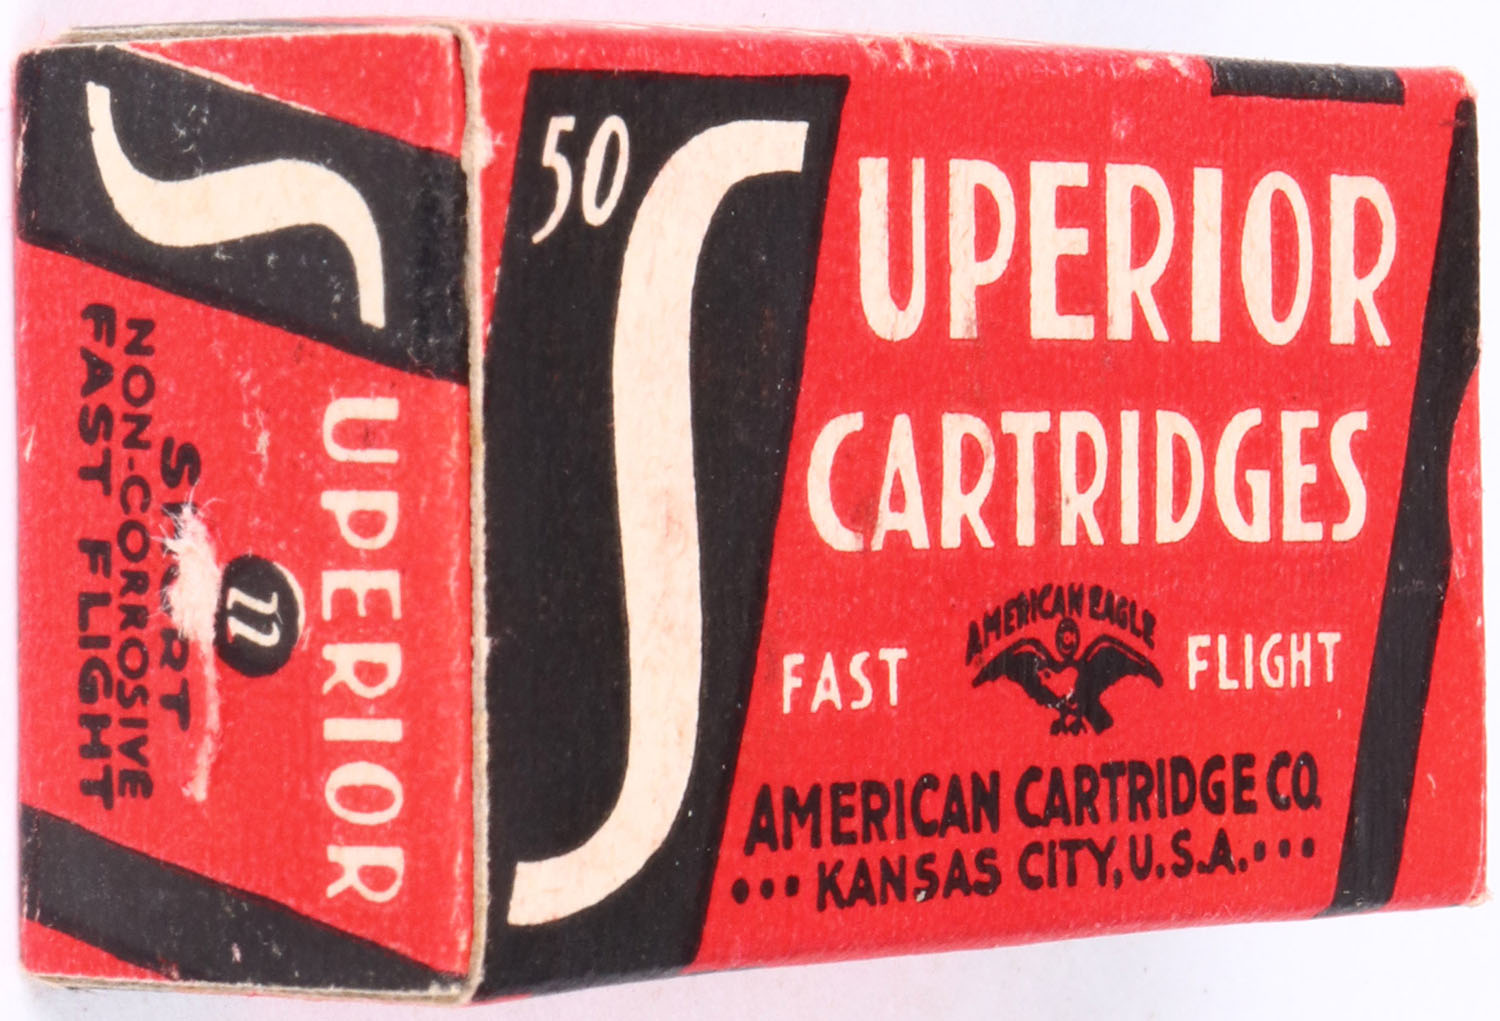 50
SUPERIOR
CARTRIDGES
AMERICAN EAGLE
FAST FLIGHT
AMERICAN CARTRIDGE CO.
•••KANSAS CITY, U.S.A.•••
SUPERIOR
22
SHORT
NON-CORROSIVE
FAST FLIGHT